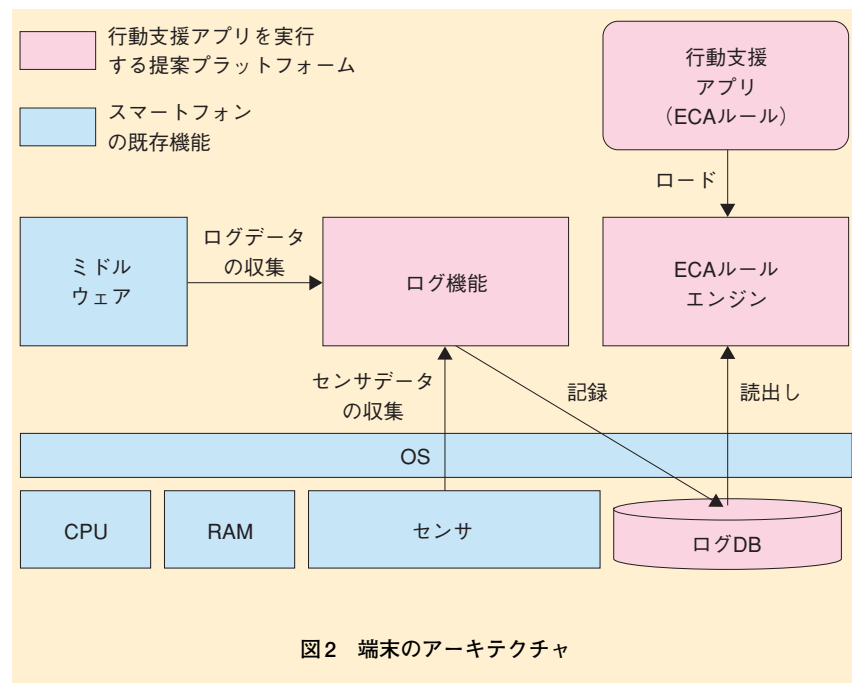 行動支援アプリを実行
する提案プラットフォーム
スマートフォン
の既存機能
行動支援
アプリ
（ECAルール）
ロード
ミドル
ウェア
ログデータ
の収集
ログ機能
ECAルール
エンジン
センサデータ
の収集
記録
読出し
OS
CPU
RAM
センサ
ログDB
図2　端末のアーキテクチャ